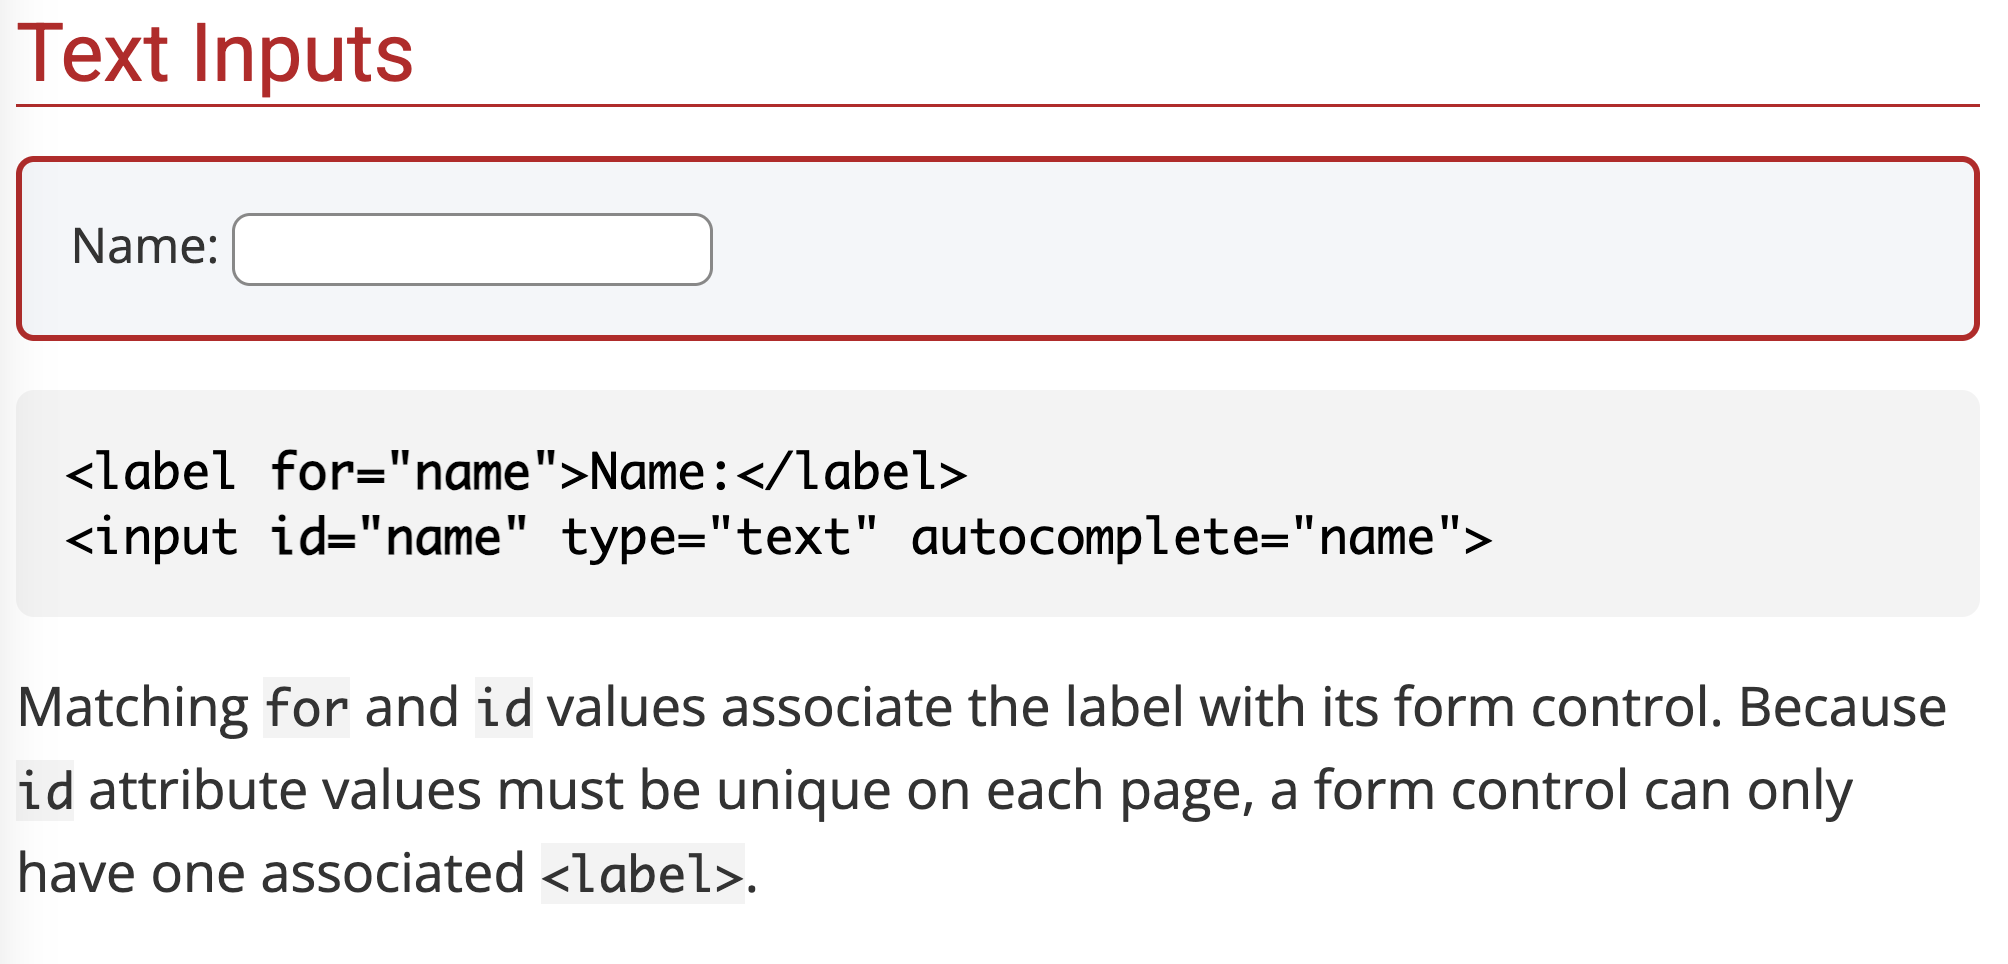 Text Inputs
Name:
<label for="name">Name:</label>
<input id="name" type="text" autocomplete="name">
Matching for and id values associate the label with its form control. Because
id attribute values must be unique on each page, a form control can only
have one associated <label>.